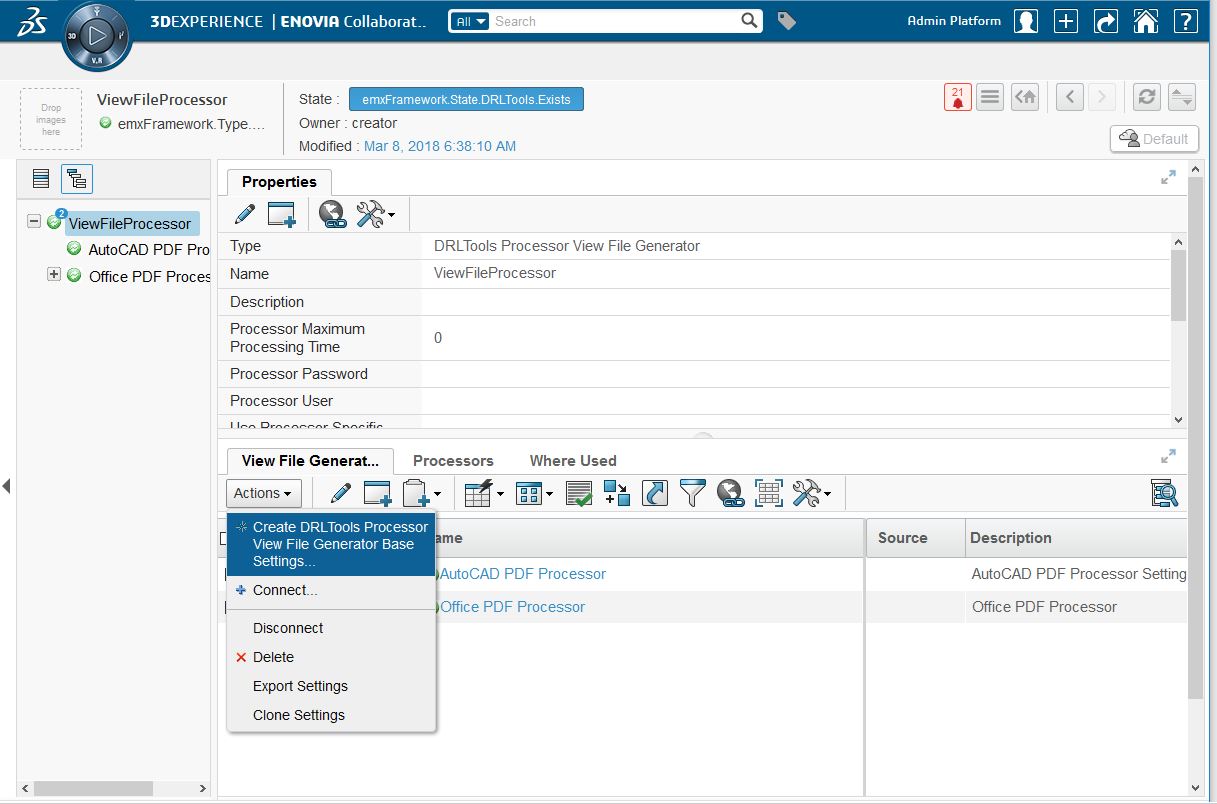 3DEXPERIENCE | ENOVIA Collaborat..
All
Search
Admin Platform
3D
V.R
Drop
images
here
ViewFileProcessor
emxFramework.Type....
State :
emxFramework.State.DRLTools.Exists
Owner : creator
Modified : Mar 8, 2018 6:38:10 AM
21
Default
2
ViewFileProcessor
AutoCAD PDF Pro
Office PDF Proces
Properties
Type
DRLTools Processor View File Generator
Name
ViewFileProcessor
Description
Processor Maximum
Processing Time
0
Processor Password
Processor User
Use Processor Specific
View File Generat...
Processors
Where Used
Actions
Create DRLTools Processor
View File Generator Base
Settings...
Connect...
Disconnect
Delete
Export Settings
Clone Settings
ame
Source
Description
AutoCAD PDF Processor
AutoCAD PDF Processor Setting
Office PDF Processor
Office PDF Processor